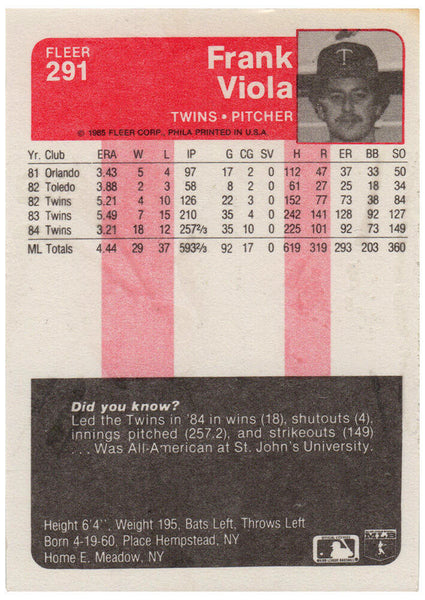 FLEER
291
Frank
Viola
TWINS • PITCHER
© 1985 FLEER CORP., PHILA PRINTED IN U.S.A
Yr. Club ERA W L IP G CG SV H R ER BB SO
81 Orlando 3.43 5 4 97 17 2 0 112 47 37 33 50
82 Toledo 3.88 2 3 58 8 2 0 61 27 25 18 34
82 Twins 5.21 4 10 126 22 3 0 152 77 73 38 84
83 Twins 5.49 7 15 210 35 4 0 242 141 128 92 127
84 Twins 3.21 18 12 257 2/3 35 4 0 225 101 92 73 149
ML Totals 4.44 29 37 593 2/3 92 17 0 619 319 293 203 360
Did you know?
Led the Twins in '84 in wins (18), shutouts (4),
innings pitched (257.2), and strikeouts (149)
... Was All-American at St. John's University.
Height 6'4'', Weight 195, Bats Left, Throws Left
Born 4-19-60, Place Hempstead, NY
Home E. Meadow, NY
MLB